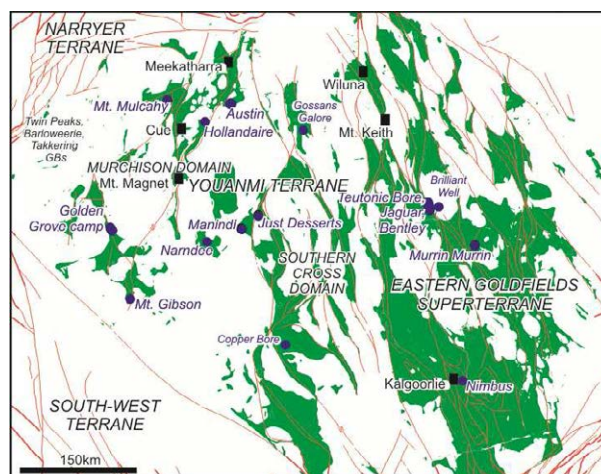 NARRYER
TERRANE
Meekatharra
Wiluna
Mt. Mulcahy
Austin
Gossans
Galore
Twin Peaks,
Barloweerie,
Takkering
GBs
Cue
Hollandaire
Mt. Keith
MURCHISON DOMAIN
Mt. Magnet
YOUANMI TERRANE
Brilliant
Well
Teutonic Bore
Jaguar
Bentley
Golden
Grove camp
Manindi
Just Desserts
Narndee
Murrin Murrin
SOUTHERN
CROSS
DOMAIN
EASTERN GOLDFIELDS
SUPERTERRANE
Mt. Gibson
Copper Bore
Kalgoorlie
Nimbus
SOUTH-WEST
TERRANE
150km